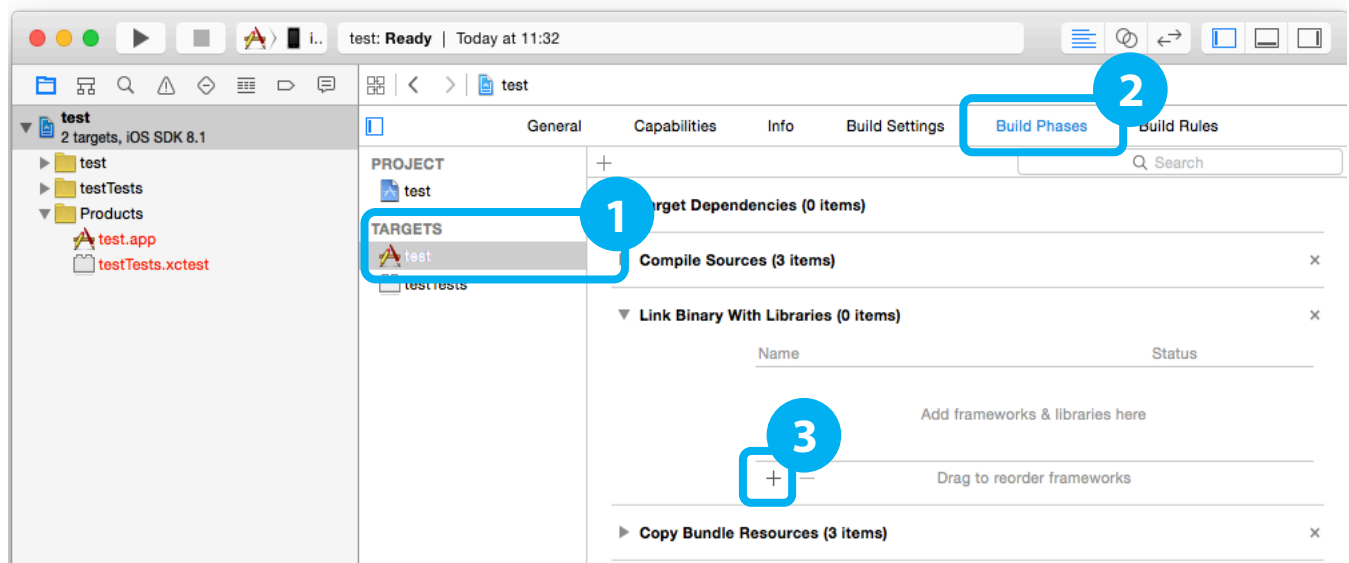 i..
test: Ready | Today at 11:32
test
2
test
2 targets, iOS SDK 8.1
General Capabilities Info Build Settings Build Phases Build Rules
test
PROJECT
Search
testTests
test
1
Target Dependencies (0 items)
Products
TARGETS
test.app
test
Compile Sources (3 items)
testTests.xctest
testTests
Link Binary With Libraries (0 items)
Name Status
Add frameworks & libraries here
3
+ −
Drag to reorder frameworks
Copy Bundle Resources (3 items)